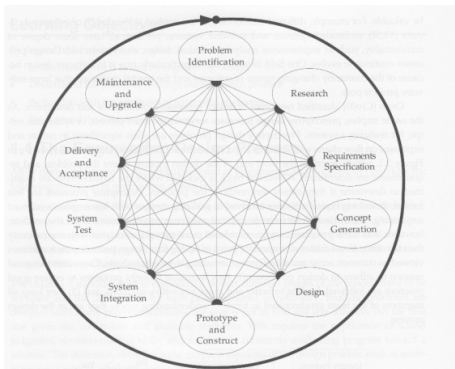 Problem
Identification
Research
Requirements
Specification
Concept
Generation
Design
Prototype
and
Construct
System
Integration
System
Test
Delivery
and
Acceptance
Maintenance
and
Upgrade